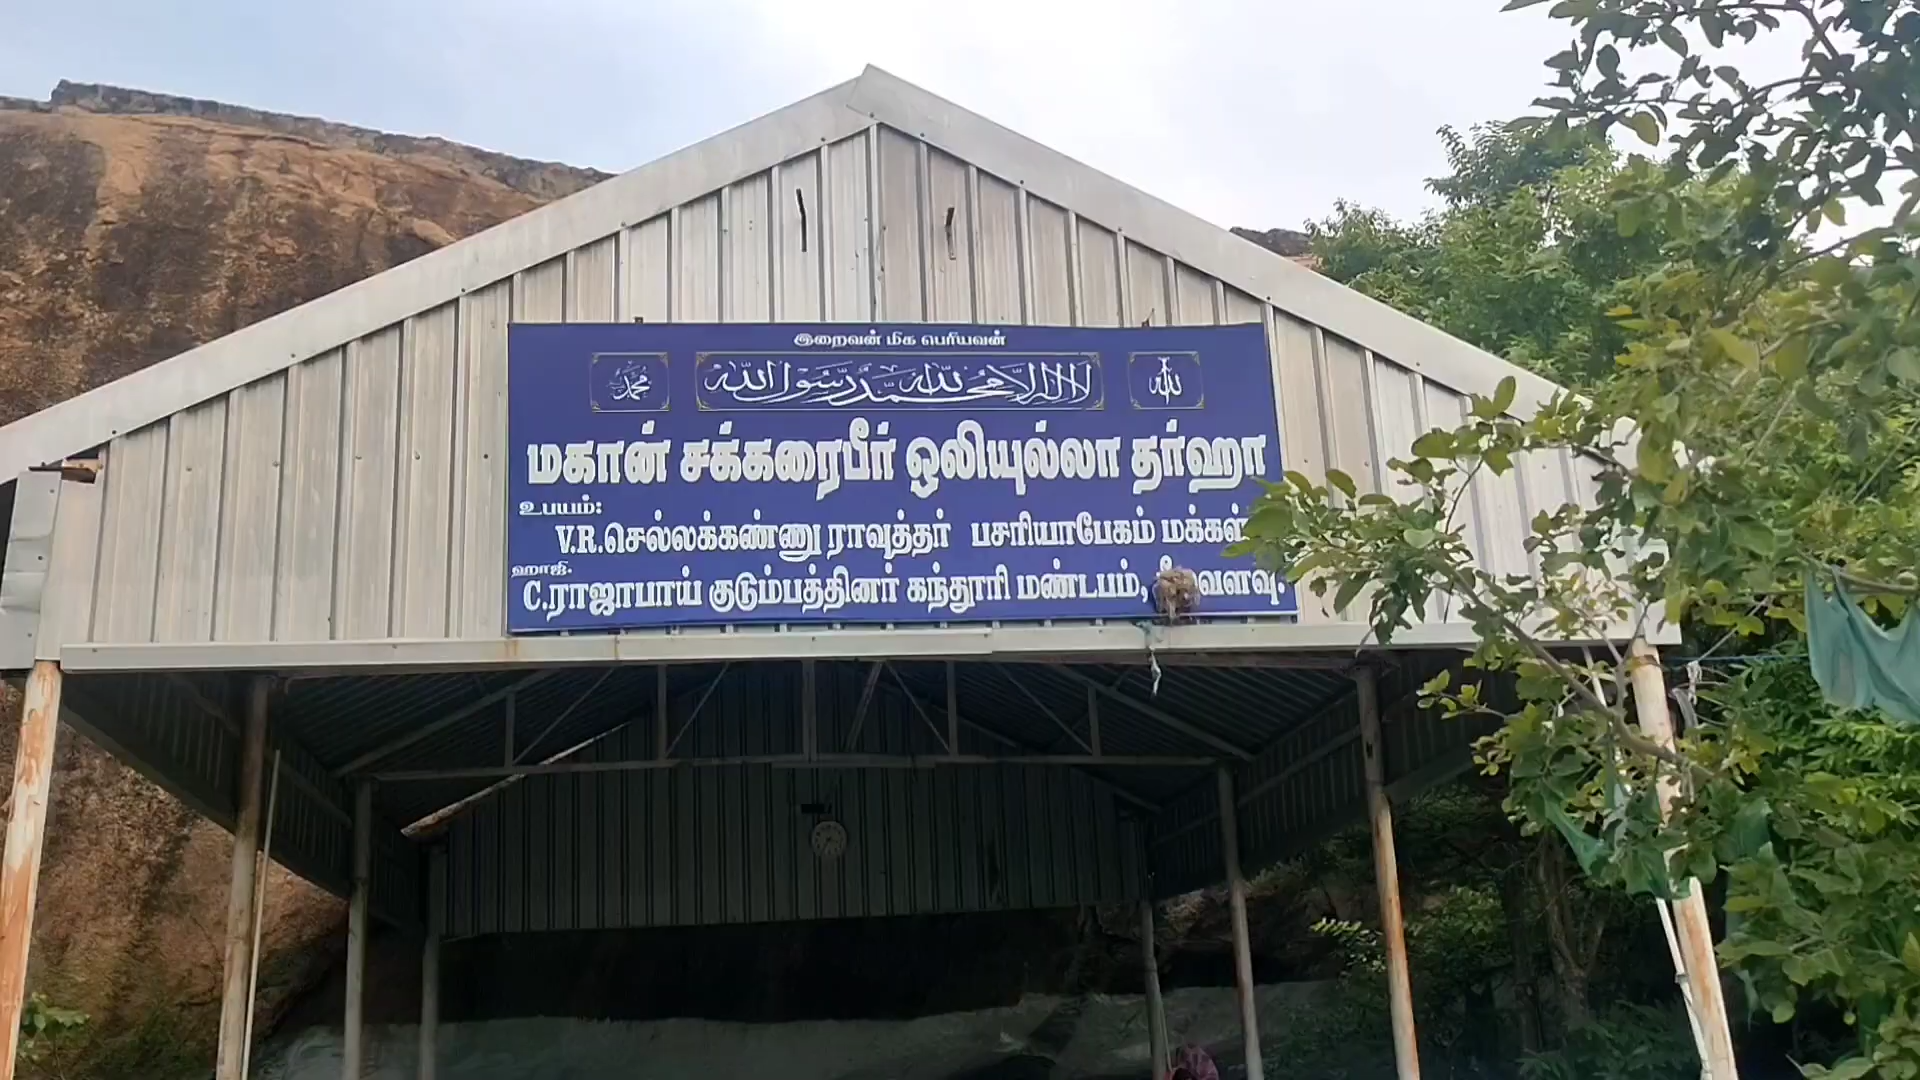 இறைவன் மிக பெரியவன்
محمد لا اله الا الله محمد رسول الله الله
மகான் சக்கரைபீர் ஒலியுல்லா தர்ஹா
உபயம்:
V.R.செல்லக்கண்ணு ராவுத்தர் பசரியாபேகம் மக்கள்
ஹாஜி.
C.ராஜாபாய் குடும்பத்தினர் கந்தூரி மண்டபம்,